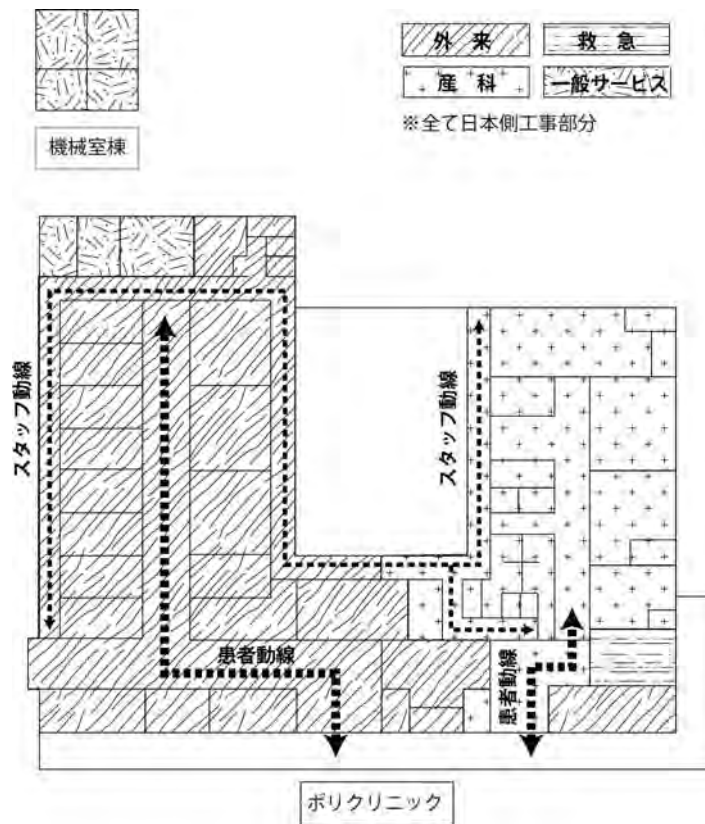 外来
救急
産科
一般サービス
※全て日本側工事部分
機械室棟
スタッフ動線
スタッフ動線
患者動線
患者動線
ポリクリニック